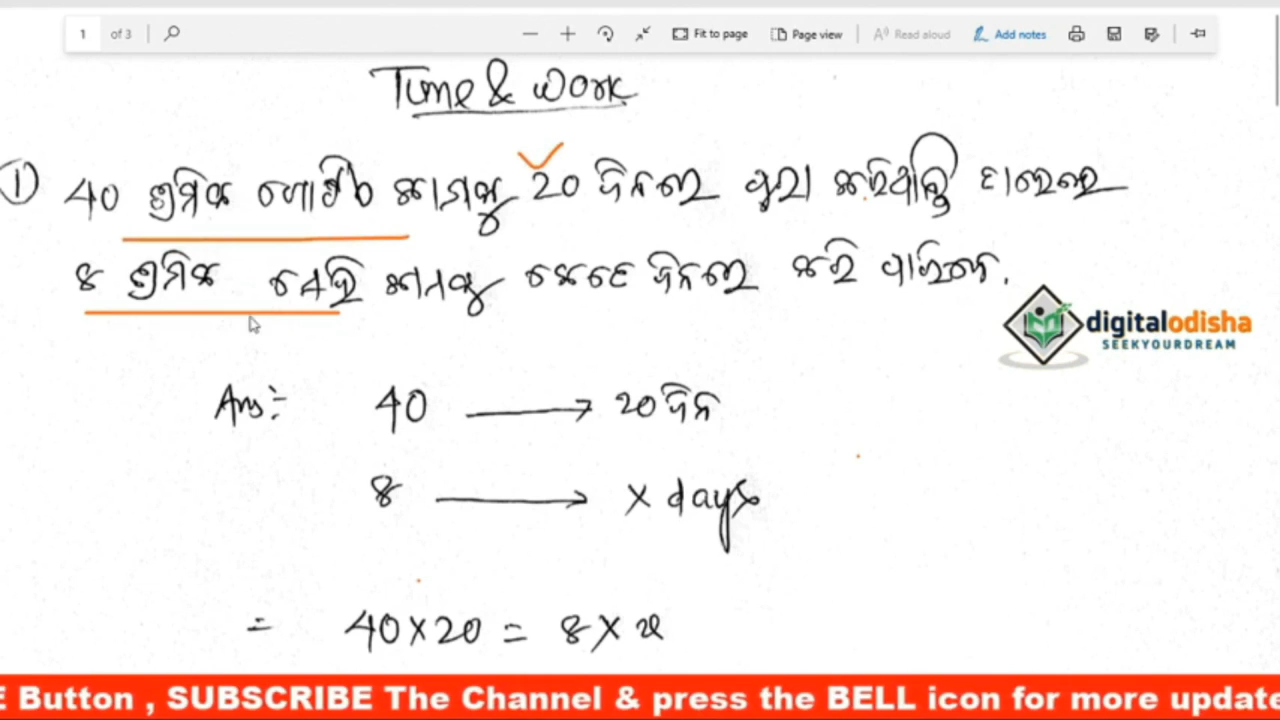 1 of 3 Fit to page Page view Read aloud Add notes
Time & work
① 40 ଶ୍ରମିକ ଗୋଟିଏ କାମକୁ 20 ଦିନରେ ପୁରା କରିଥାନ୍ତି ତାହେଲେ
8 ଶ୍ରମିକ ସେହି କାମକୁ କେତେ ଦିନରେ କରି ପାରିବେ.
digitalodisha
SEEKYOURDREAM
Ans:- 40 → 20 ଦିନ
8 → x days
= 40 x 20 = 8 x x
E Button , SUBSCRIBE The Channel & press the BELL icon for more update